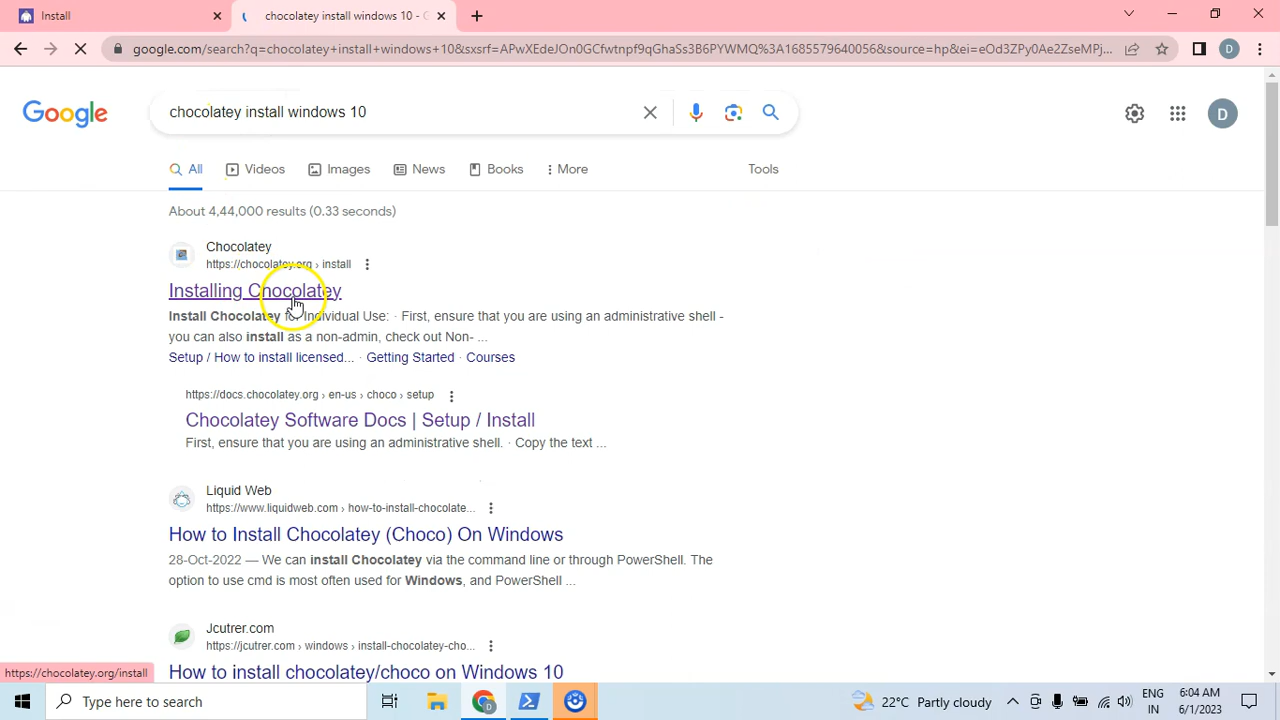 Install
chocolatey install windows 10 - G
google.com/search?q=chocolatey+install+windows+10&sxsrf=APwXEdeJOn0GCfwtnpf9qGhaSs3B6PYWMQ%3A1685579640056&source=hp&ei=eOd3ZPy0Ae2ZseMPj...
D
Google
chocolatey install windows 10
D
All
Videos
Images
News
Books
More
Tools
About 4,44,000 results (0.33 seconds)
Chocolatey
https://chocolatey.org › install
Installing Chocolatey
Install Chocolatey for Individual Use: · First, ensure that you are using an administrative shell -
you can also install as a non-admin, check out Non- ...
Setup / How to install licensed... · Getting Started · Courses
https://docs.chocolatey.org › en-us › choco › setup
Chocolatey Software Docs | Setup / Install
First, ensure that you are using an administrative shell. · Copy the text ...
Liquid Web
https://www.liquidweb.com › how-to-install-chocolate...
How to Install Chocolatey (Choco) On Windows
28-Oct-2022 — We can install Chocolatey via the command line or through PowerShell. The
option to use cmd is most often used for Windows, and PowerShell ...
Jcutrer.com
https://jcutrer.com › windows › install-chocolatey-cho...
How to install chocolatey/choco on Windows 10
https://chocolatey.org/install
Type here to search
D
22°C Partly cloudy
ENG
IN
6:04 AM
6/1/2023